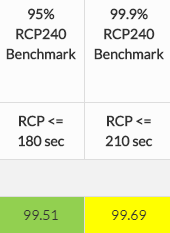 95% 99.9%
RCP240 RCP240
Benchmark Benchmark
RCP <= RCP <=
180 sec 210 sec
99.51 99.69